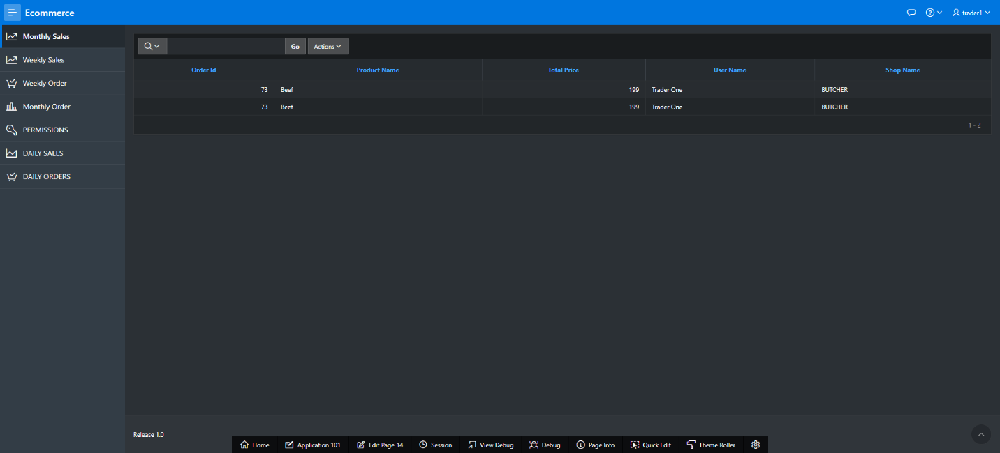 Ecommerce
trader1
Monthly Sales
Weekly Sales
Weekly Order
Monthly Order
PERMISSIONS
DAILY SALES
DAILY ORDERS
Go Actions
Order Id Product Name Total Price User Name Shop Name
73 Beef 199 Trader One BUTCHER
73 Beef 199 Trader One BUTCHER
1 - 2
Release 1.0
Home Application 101 Edit Page 14 Session View Debug Debug Page Info Quick Edit Theme Roller